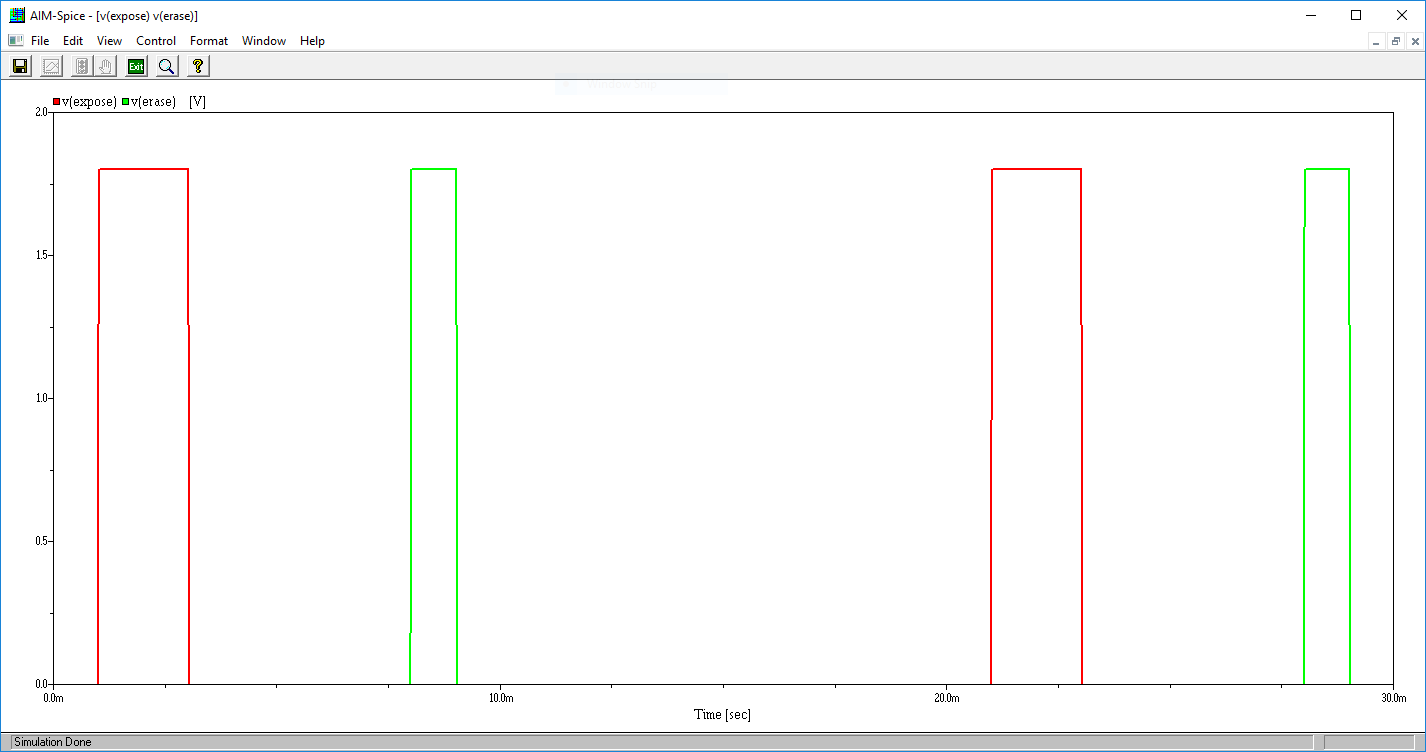 AIM-Spice - [v(expose) v(erase)]
File Edit View Control Format Window Help
Exit
v(expose) v(erase) [V]
2.0
1.5
1.0
0.5
0.0
0.0m 10.0m 20.0m 30.0m
Time [sec]
Simulation Done